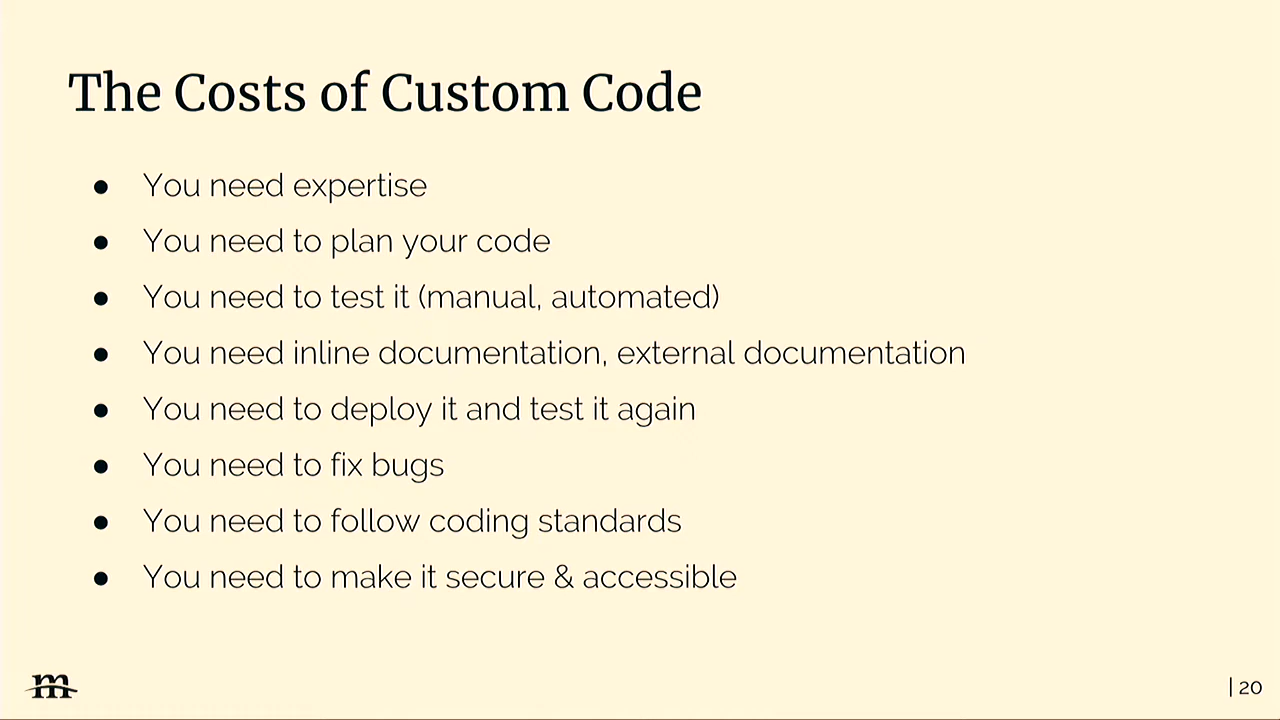 The Costs of Custom Code
● You need expertise
● You need to plan your code
● You need to test it (manual, automated)
● You need inline documentation, external documentation
● You need to deploy it and test it again
● You need to fix bugs
● You need to follow coding standards
● You need to make it secure & accessible
m
| 20